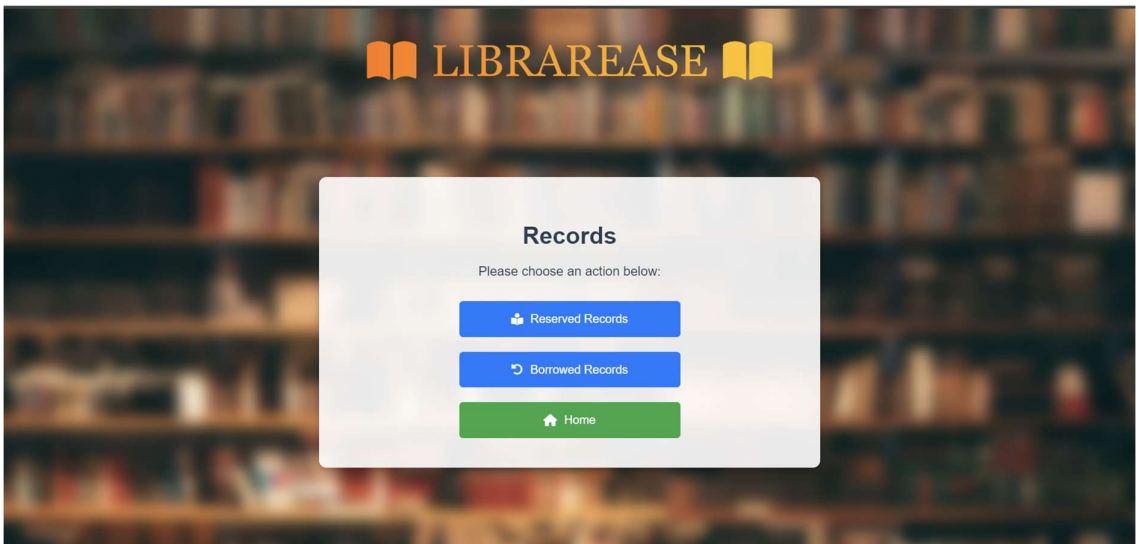 LIBRAREASE
Records
Please choose an action below:
Reserved Records
Borrowed Records
Home